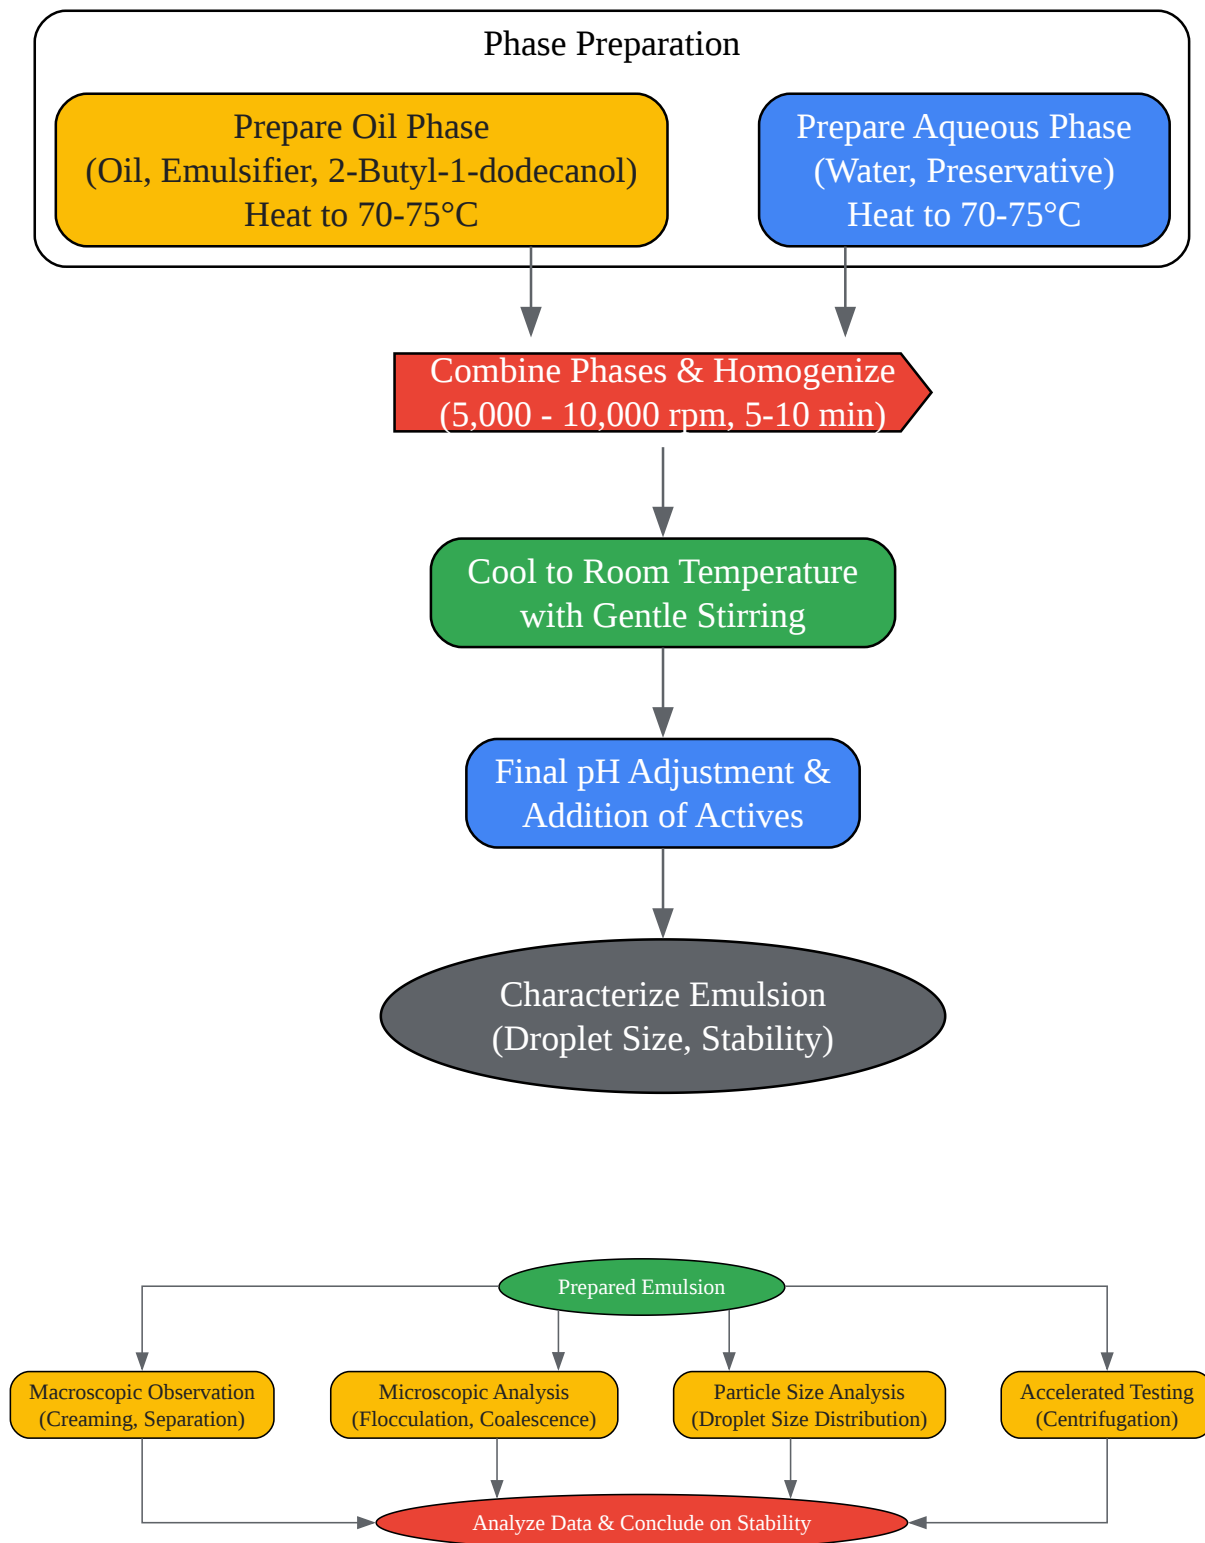 Phase Preparation
Prepare Oil Phase
(Oil, Emulsifier, 2-Butyl-1-dodecanol)
Heat to 70-75°C
Prepare Aqueous Phase
(Water, Preservative)
Heat to 70-75°C
Combine Phases & Homogenize
(5,000 - 10,000 rpm, 5-10 min)
Cool to Room Temperature
with Gentle Stirring
Final pH Adjustment &
Addition of Actives
Characterize Emulsion
(Droplet Size, Stability)
Prepared Emulsion
Macroscopic Observation
(Creaming, Separation)
Microscopic Analysis
(Flocculation, Coalescence)
Particle Size Analysis
(Droplet Size Distribution)
Accelerated Testing
(Centrifugation)
Analyze Data & Conclude on Stability